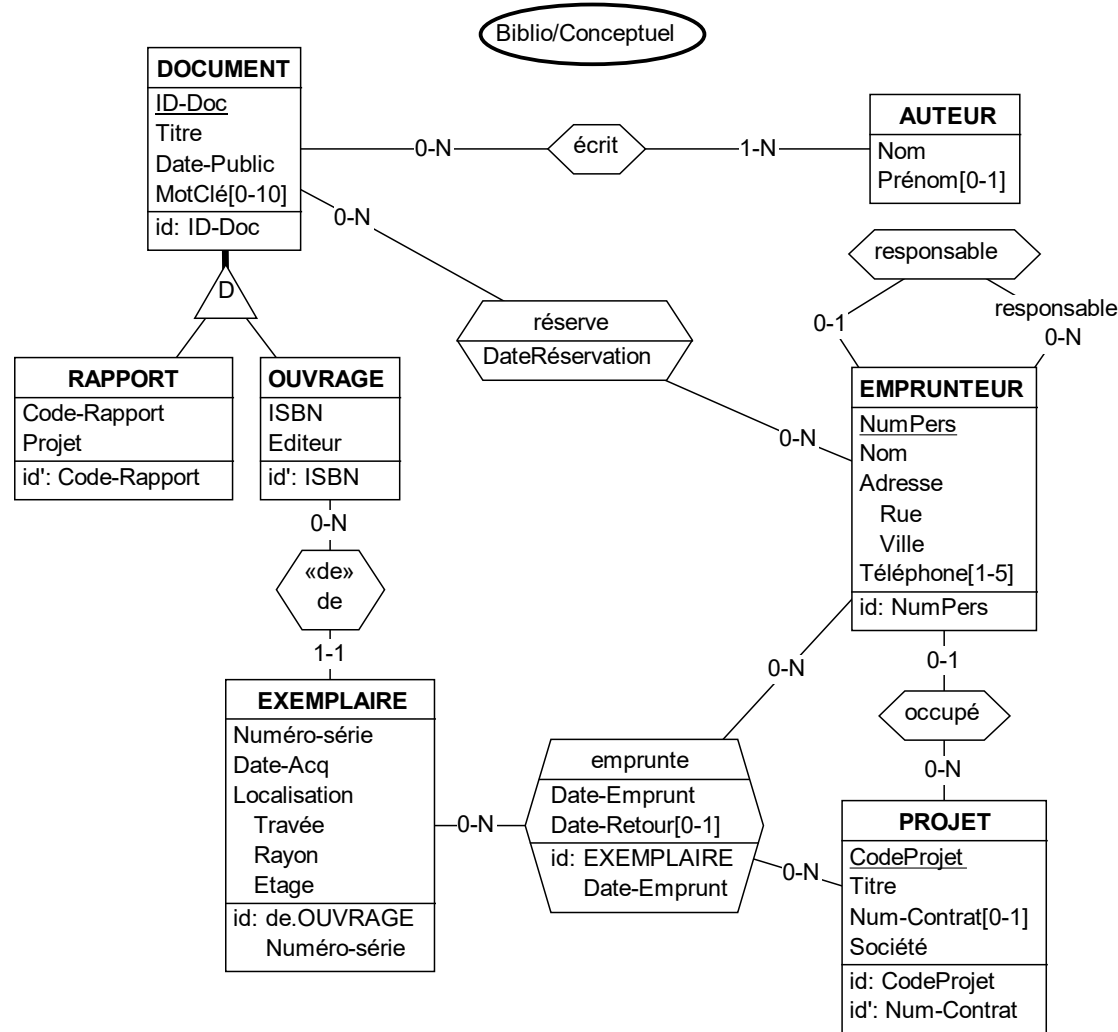 Biblio/Conceptuel
DOCUMENT
ID-Doc
Titre
Date-Public
MotClé[0-10]
id: ID-Doc
0-N
écrit
1-N
AUTEUR
Nom
Prénom[0-1]
0-N
responsable
0-1
responsable
0-N
D
réserve
DateRéservation
0-N
RAPPORT
Code-Rapport
Projet
id': Code-Rapport
OUVRAGE
ISBN
Editeur
id': ISBN
EMPRUNTEUR
NumPers
Nom
Adresse
Rue
Ville
Téléphone[1-5]
id: NumPers
0-N
«de»
de
1-1
0-N
0-1
occupé
0-N
EXEMPLAIRE
Numéro-série
Date-Acq
Localisation
Travée
Rayon
Etage
id: de.OUVRAGE
Numéro-série
0-N
emprunte
Date-Emprunt
Date-Retour[0-1]
id: EXEMPLAIRE
Date-Emprunt
0-N
PROJET
CodeProjet
Titre
Num-Contrat[0-1]
Société
id: CodeProjet
id': Num-Contrat